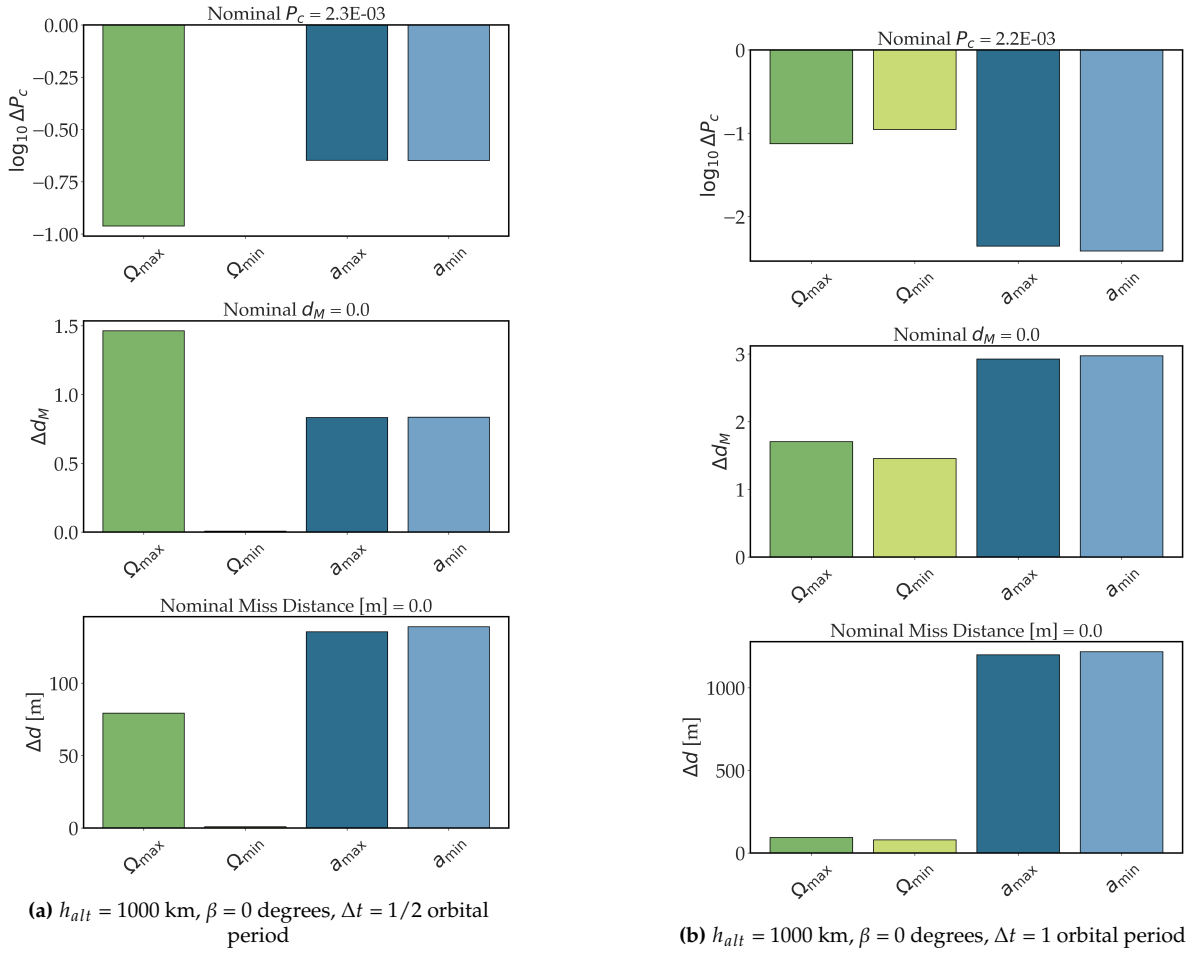 Nominal P_c = 2.3E-03
0.00
−0.25
−0.50
−0.75
−1.00
log₁₀ ΔP_c
Ω_max
Ω_min
a_max
a_min
Nominal d_M = 0.0
1.5
1.0
0.5
0.0
Δd_M
Ω_max
Ω_min
a_max
a_min
Nominal Miss Distance [m] = 0.0
100
50
0
Δd [m]
Ω_max
Ω_min
a_max
a_min
(a) h_alt = 1000 km, β = 0 degrees, Δt = 1/2 orbital
period
Nominal P_c = 2.2E-03
0
−1
−2
log₁₀ ΔP_c
Ω_max
Ω_min
a_max
a_min
Nominal d_M = 0.0
3
2
1
0
Δd_M
Ω_max
Ω_min
a_max
a_min
Nominal Miss Distance [m] = 0.0
1000
500
0
Δd [m]
Ω_max
Ω_min
a_max
a_min
(b) h_alt = 1000 km, β = 0 degrees, Δt = 1 orbital period